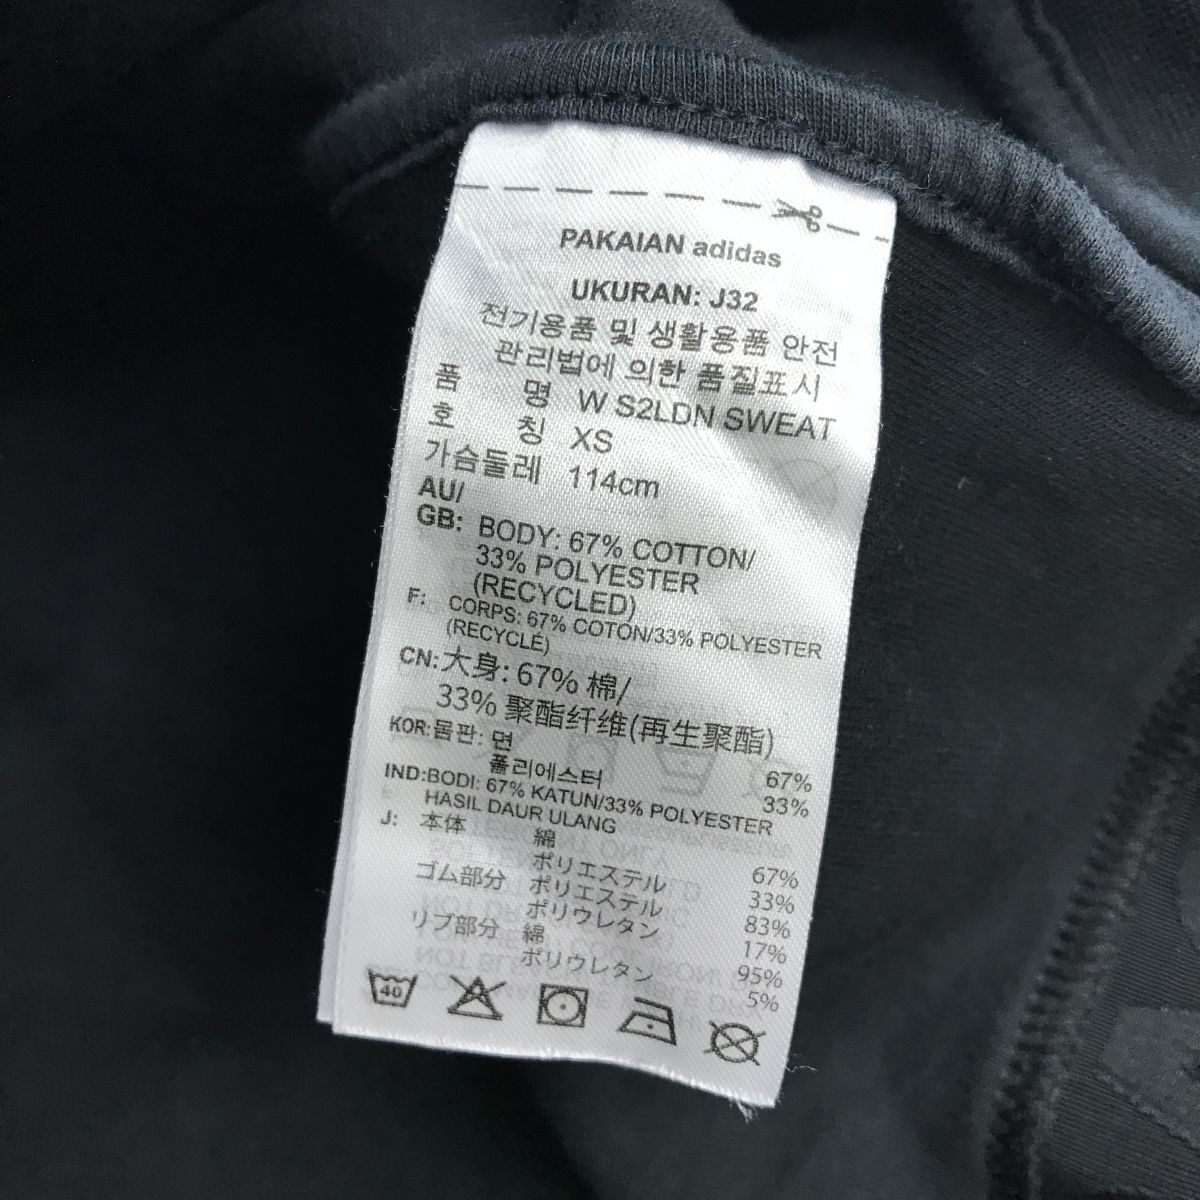 PAKAIAN adidas
UKURAN: J32
전기용품 및 생활용품 안전
관리법에 의한 품질표시
품 명 W S2LDN SWEAT
호 칭 XS
가슴둘레 114cm
AU/
GB: BODY: 67% COTTON/
33% POLYESTER
(RECYCLED)
F: CORPS: 67% COTON/33% POLYESTER
(RECYCLÉ)
CN: 大身: 67% 棉/
33% 聚酯纤维(再生聚酯)
KOR: 몸판: 면 67%
폴리에스터 33%
IND: BODI: 67% KATUN/33% POLYESTER
HASIL DAUR ULANG
J: 本体 綿 67%
ポリエステル 33%
ゴム部分 ポリエステル 83%
ポリウレタン 17%
リブ部分 綿 95%
ポリウレタン 5%
40